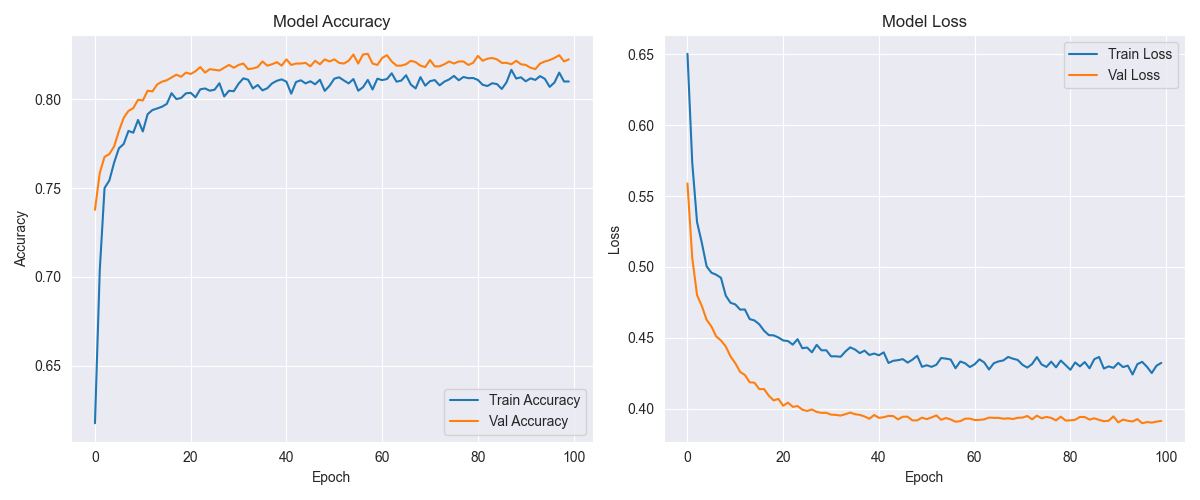 Model Accuracy
Accuracy
0.80
0.75
0.70
0.65
Train Accuracy
Val Accuracy
0 20 40 60 80 100
Epoch
Model Loss
Loss
0.65
0.60
0.55
0.50
0.45
0.40
Train Loss
Val Loss
0 20 40 60 80 100
Epoch